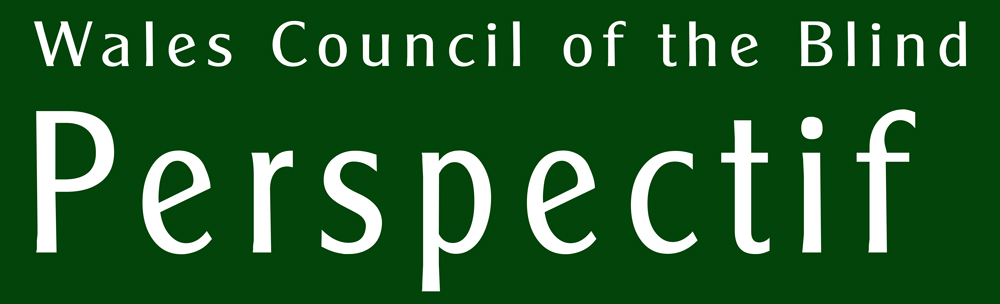 Wales Council of the Blind
Perspectif